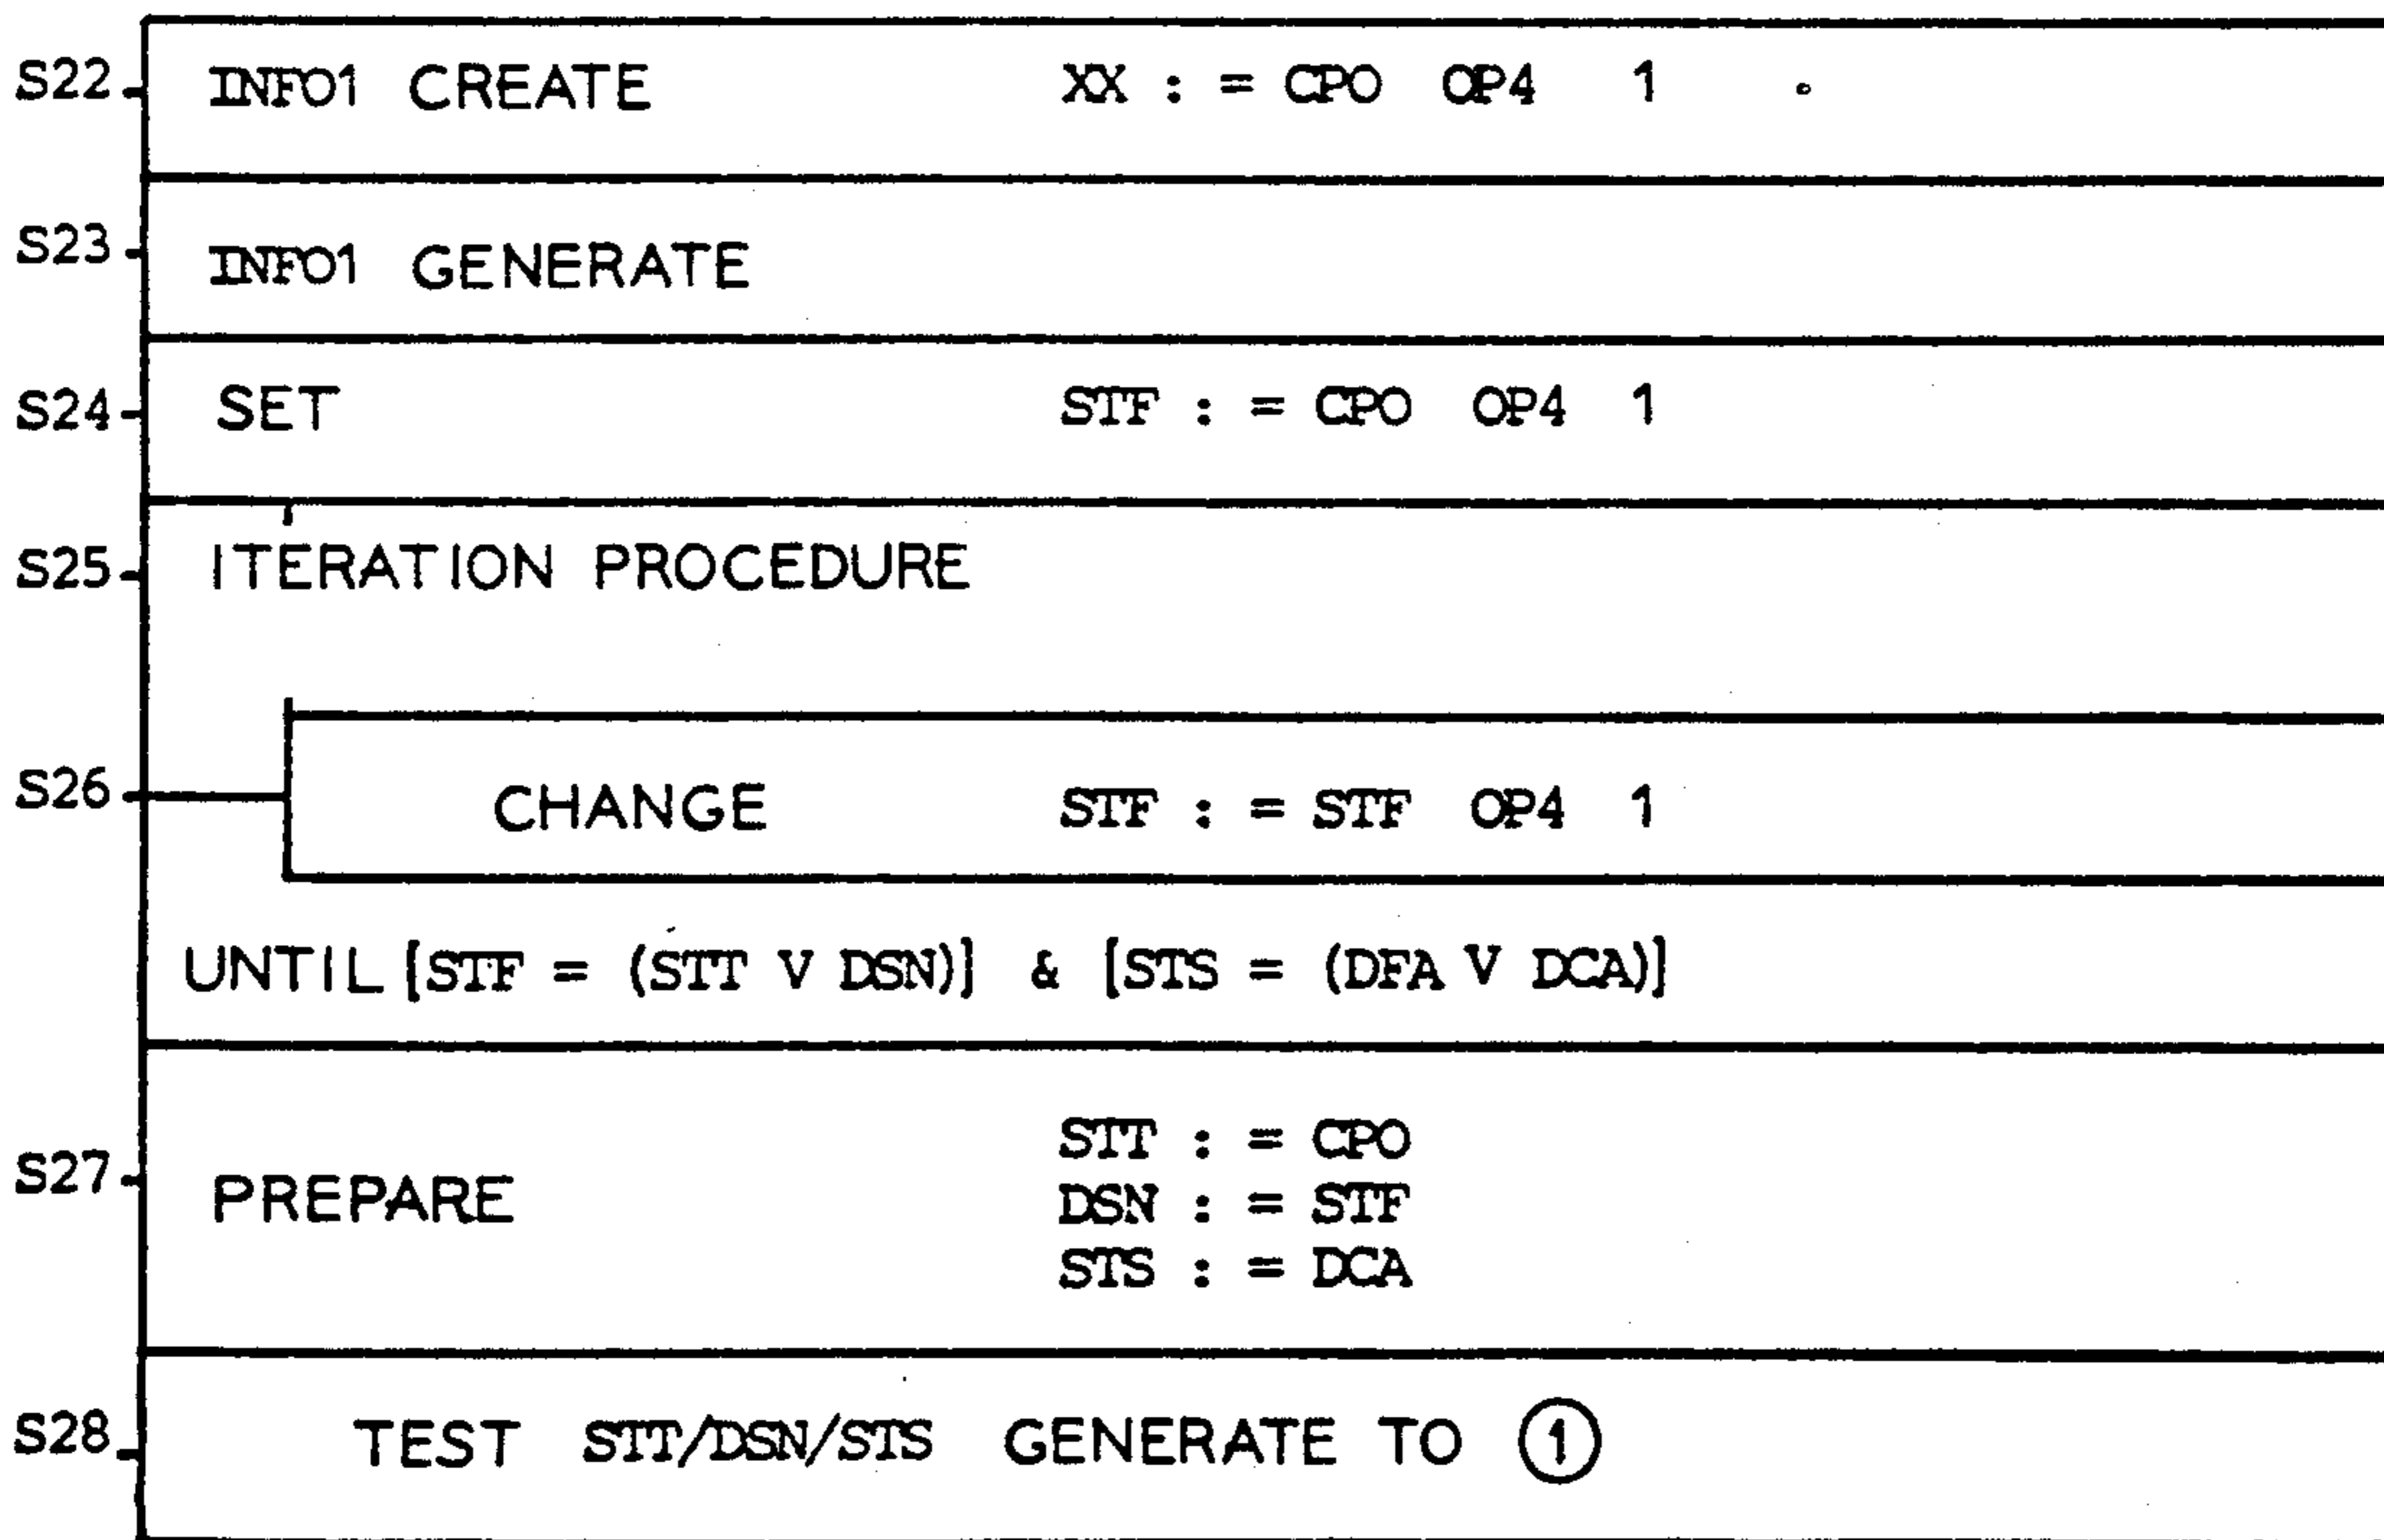 S22 INFO1 CREATE XX : = CPO OP4 1
S23 INFO1 GENERATE
S24 SET STF : = CPO OP4 1
S25 ITERATION PROCEDURE
S26 CHANGE STF : = STF OP4 1
UNTIL [STF = (STT V DSN)] & [STS = (DFA V DCA)]
STT : = CPO
S27 PREPARE DSN : = STF
STS : = DCA
S28 TEST STT/DSN/STS GENERATE TO 1